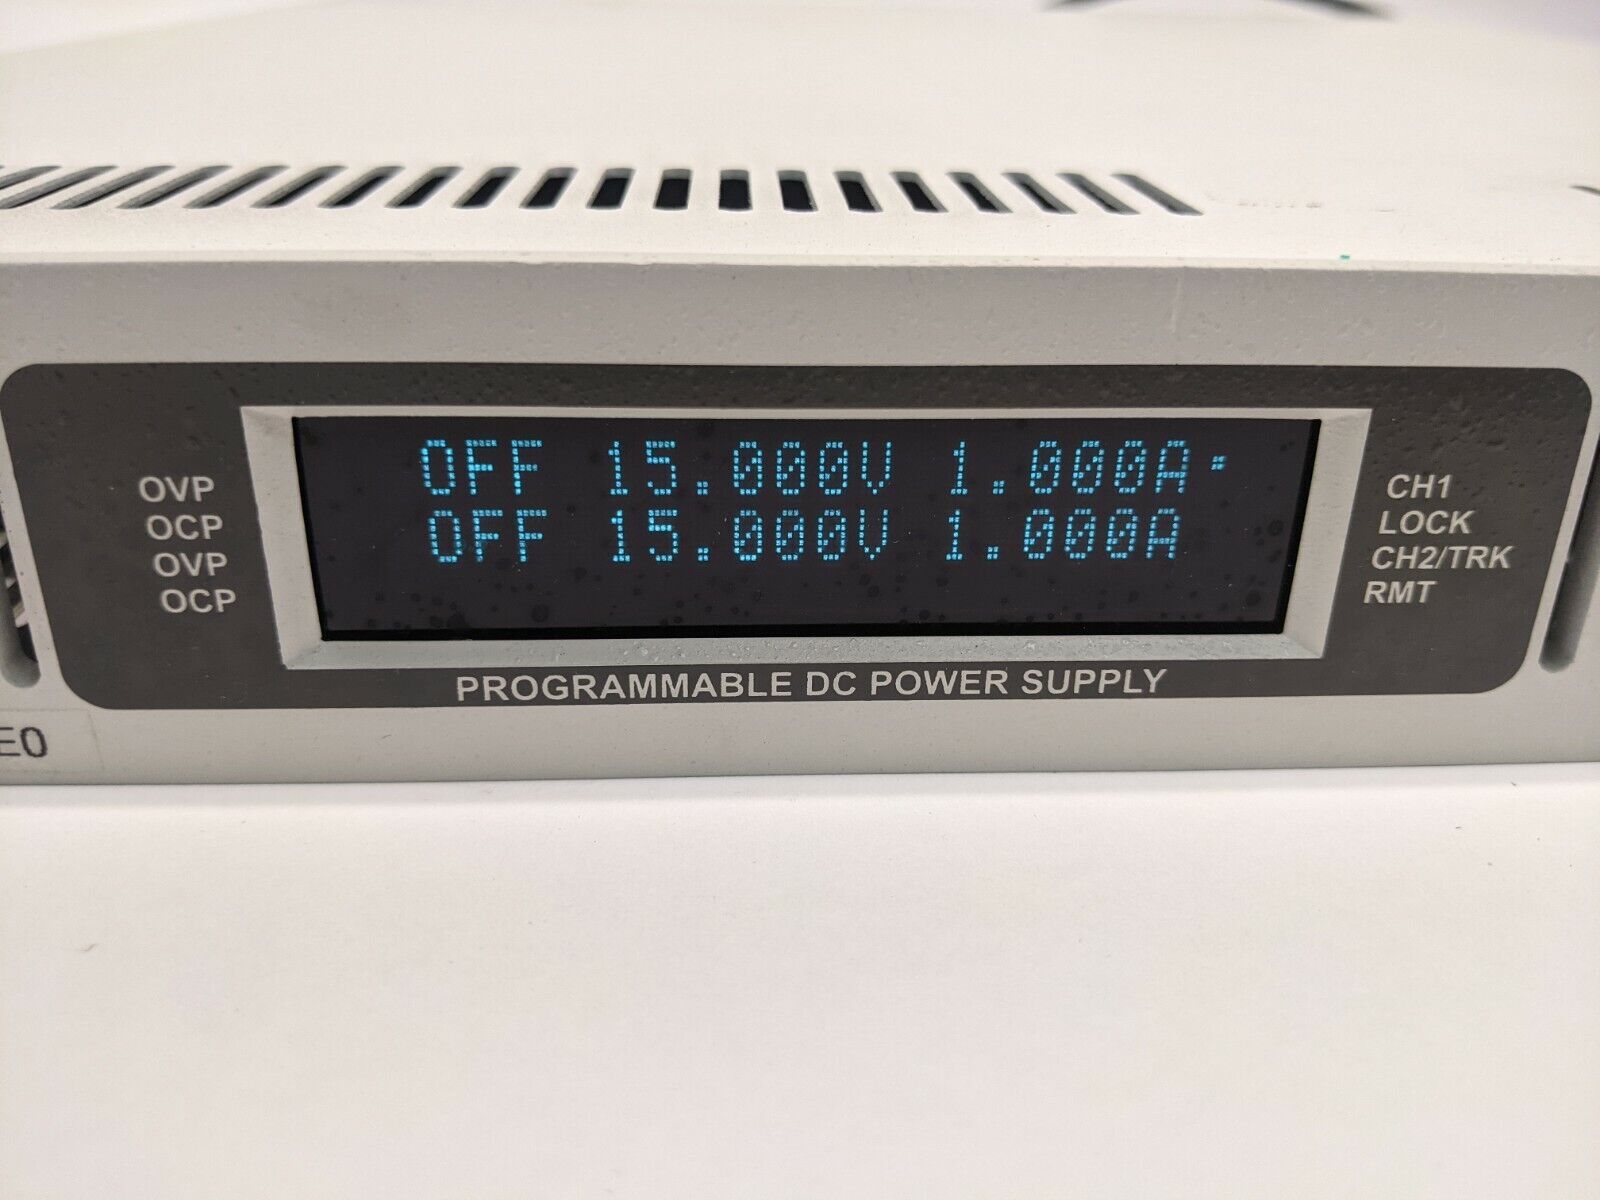 OFF 15.000V 1.000A
OFF 15.000V 1.000A
OVP
OCP
OVP
OCP
CH1
LOCK
CH2/TRK
RMT
PROGRAMMABLE DC POWER SUPPLY
E0